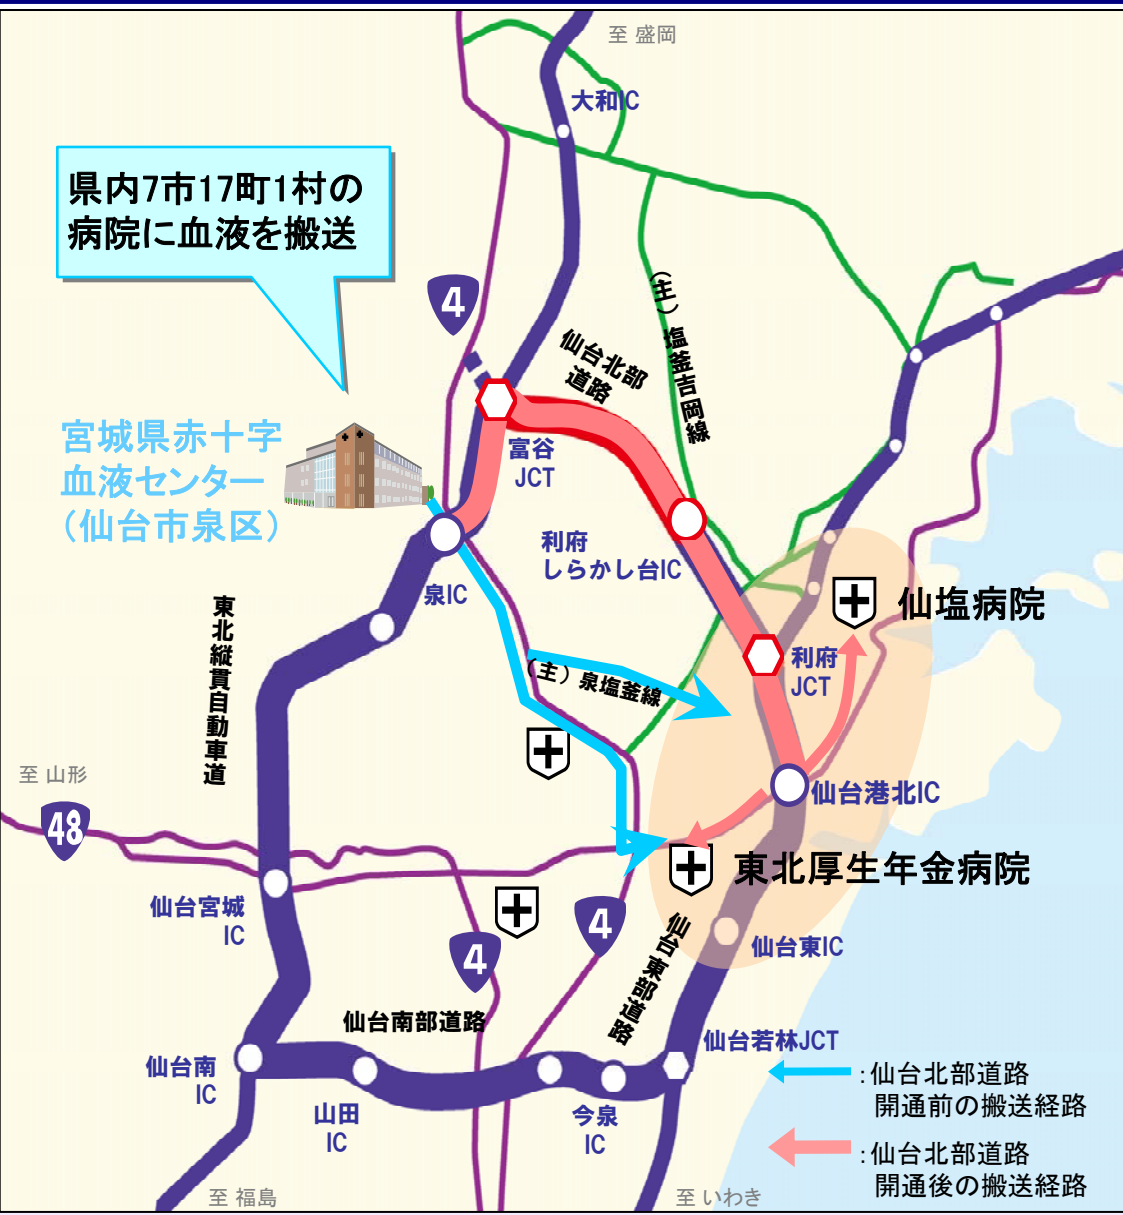 至 盛岡
大和IC
県内7市17町1村の
病院に血液を搬送
4
(主)塩釜吉岡線
仙台北部
道路
宮城県赤十字
血液センター
（仙台市泉区）
富谷
JCT
利府
しらかし台IC
泉IC
仙塩病院
東北縦貫自動車道
利府
JCT
（主）泉塩釜線
至 山形
仙台港北IC
48
東北厚生年金病院
仙台宮城
IC
4
4
仙台東IC
仙台東部道路
仙台南部道路
仙台若林JCT
仙台南
IC
山田
IC
今泉
IC
:仙台北部道路
開通前の搬送経路
:仙台北部道路
開通後の搬送経路
至 福島
至 いわき